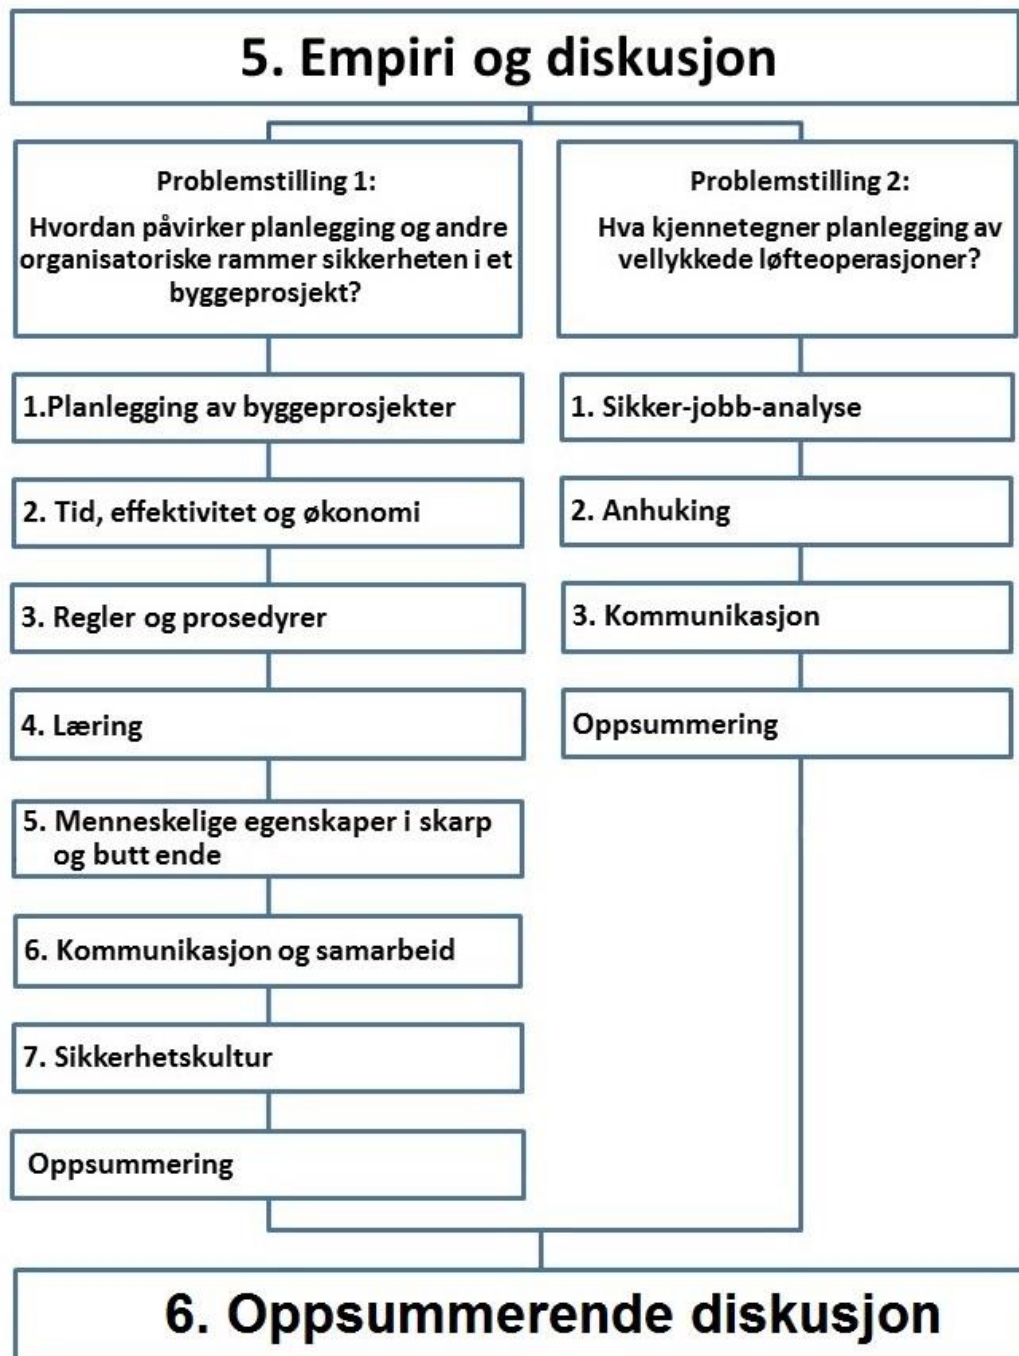 5. Empiri og diskusjon
Problemstilling 1:
Hvordan påvirker planlegging og andre
organisatoriske rammer sikkerheten i et
byggeprosjekt?
1.Planlegging av byggeprosjekter
2. Tid, effektivitet og økonomi
3. Regler og prosedyrer
4. Læring
5. Menneskelige egenskaper i skarp
og butt ende
6. Kommunikasjon og samarbeid
7. Sikkerhetskultur
Oppsummering
Problemstilling 2:
Hva kjennetegner planlegging av
vellykkede løfteoperasjoner?
1. Sikker-jobb-analyse
2. Anhuking
3. Kommunikasjon
Oppsummering
6. Oppsummerende diskusjon